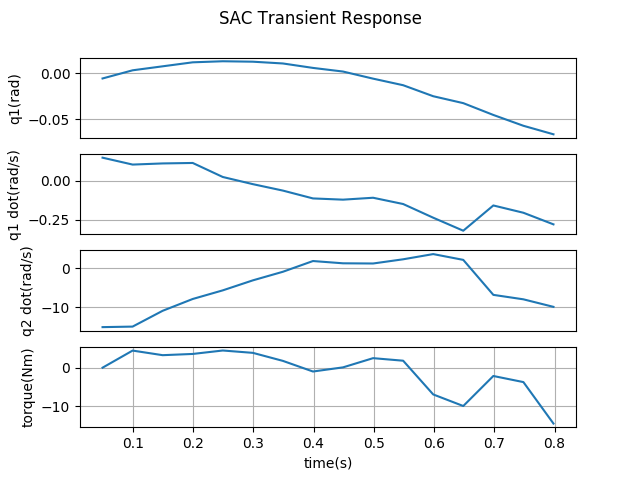 SAC Transient Response
q1(rad)
0.00
−0.05
q1 dot(rad/s)
0.00
−0.25
q2 dot(rad/s)
0
−10
torque(Nm)
0
−10
0.1 0.2 0.3 0.4 0.5 0.6 0.7 0.8
time(s)